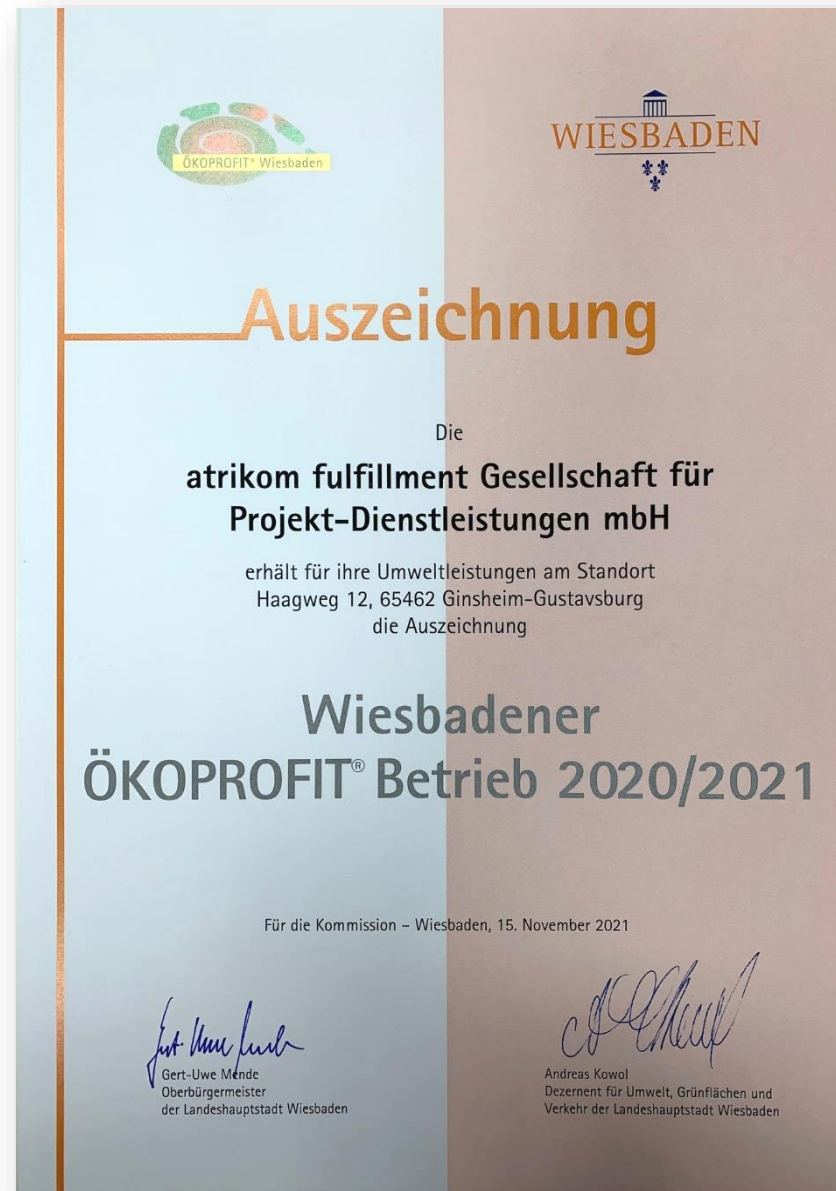 ÖKOPROFIT® Wiesbaden
WIESBADEN
Auszeichnung
Die
atrikom fulfillment Gesellschaft für
Projekt-Dienstleistungen mbH
erhält für ihre Umweltleistungen am Standort
Haagweg 12, 65462 Ginsheim-Gustavsburg
die Auszeichnung
Wiesbadener
ÖKOPROFIT® Betrieb 2020/2021
Für die Kommission – Wiesbaden, 15. November 2021
Gert-Uwe Mende
Oberbürgermeister
der Landeshauptstadt Wiesbaden
Andreas Kowol
Dezernent für Umwelt, Grünflächen und
Verkehr der Landeshauptstadt Wiesbaden